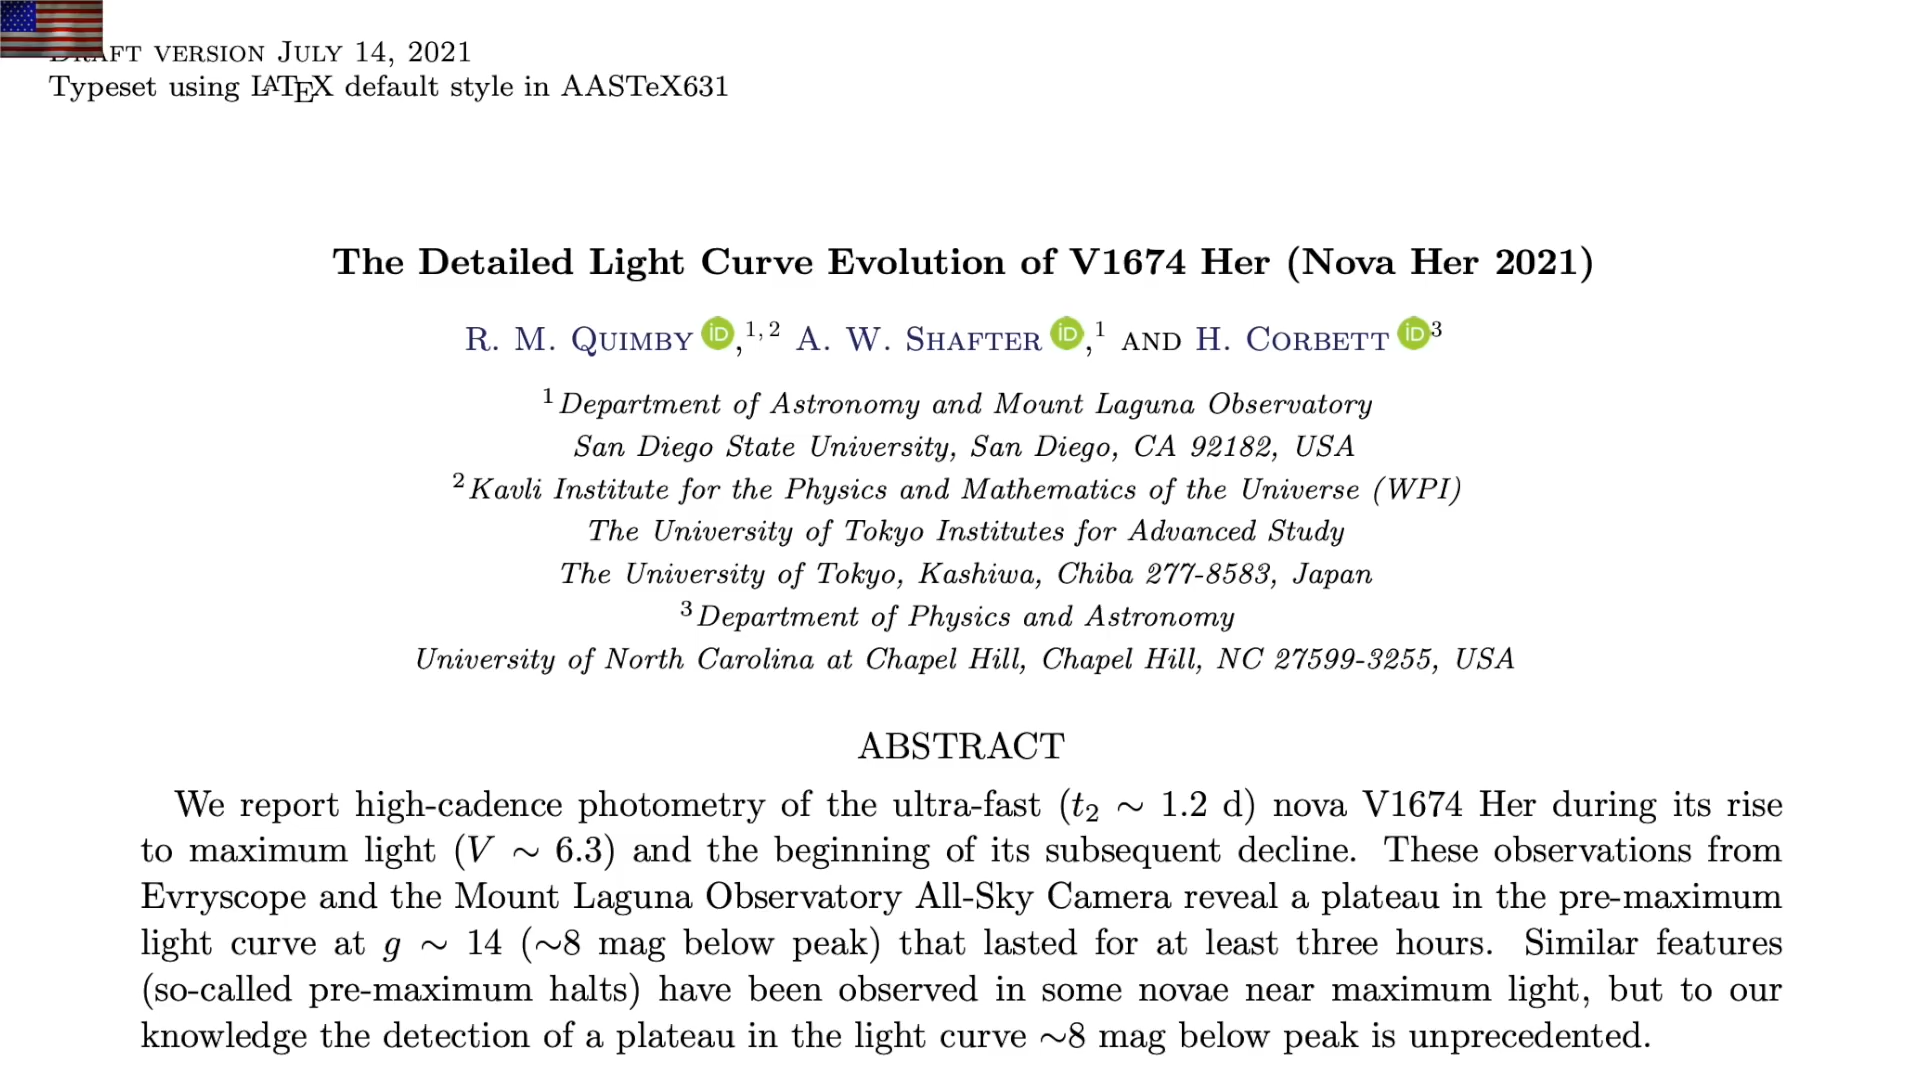 DRAFT VERSION JULY 14, 2021
Typeset using LATEX default style in AASTeX631
The Detailed Light Curve Evolution of V1674 Her (Nova Her 2021)
R. M. QUIMBY iD,1,2 A. W. SHAFTER iD,1 AND H. CORBETT iD3
1 Department of Astronomy and Mount Laguna Observatory
San Diego State University, San Diego, CA 92182, USA
2 Kavli Institute for the Physics and Mathematics of the Universe (WPI)
The University of Tokyo Institutes for Advanced Study
The University of Tokyo, Kashiwa, Chiba 277-8583, Japan
3 Department of Physics and Astronomy
University of North Carolina at Chapel Hill, Chapel Hill, NC 27599-3255, USA
ABSTRACT
We report high-cadence photometry of the ultra-fast (t2 ∼ 1.2 d) nova V1674 Her during its rise
to maximum light (V ∼ 6.3) and the beginning of its subsequent decline. These observations from
Evryscope and the Mount Laguna Observatory All-Sky Camera reveal a plateau in the pre-maximum
light curve at g ∼ 14 (∼8 mag below peak) that lasted for at least three hours. Similar features
(so-called pre-maximum halts) have been observed in some novae near maximum light, but to our
knowledge the detection of a plateau in the light curve ∼8 mag below peak is unprecedented.